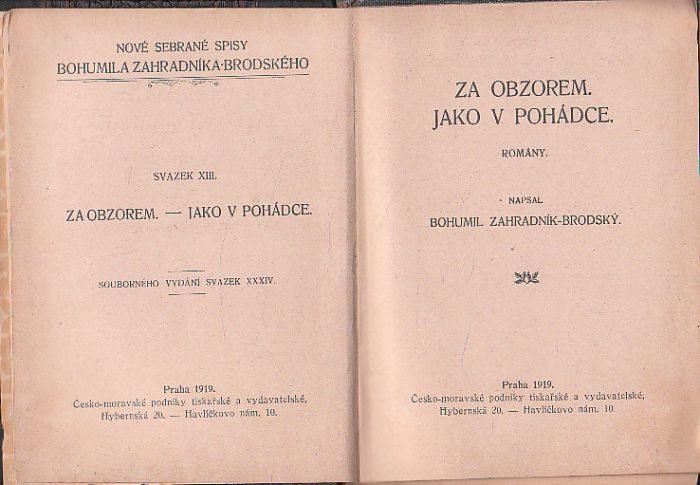 NOVÉ SEBRANÉ SPISY
BOHUMILA ZAHRADNÍKA-BRODSKÉHO
SVAZEK XIII.
ZA OBZOREM. — JAKO V POHÁDCE.
SOUBORNÉHO VYDÁNÍ SVAZEK XXXIV.
Praha 1919.
Česko-moravské podniky tiskařské a vydavatelské,
Hybernská 20. — Havlíčkovo nám. 10.
ZA OBZOREM.
JAKO V POHÁDCE.
ROMÁNY.
NAPSAL
BOHUMIL ZAHRADNÍK-BRODSKÝ.
Praha 1919.
Česko-moravské podniky tiskařské a vydavatelské,
Hybernská 20. — Havlíčkovo nám. 10.